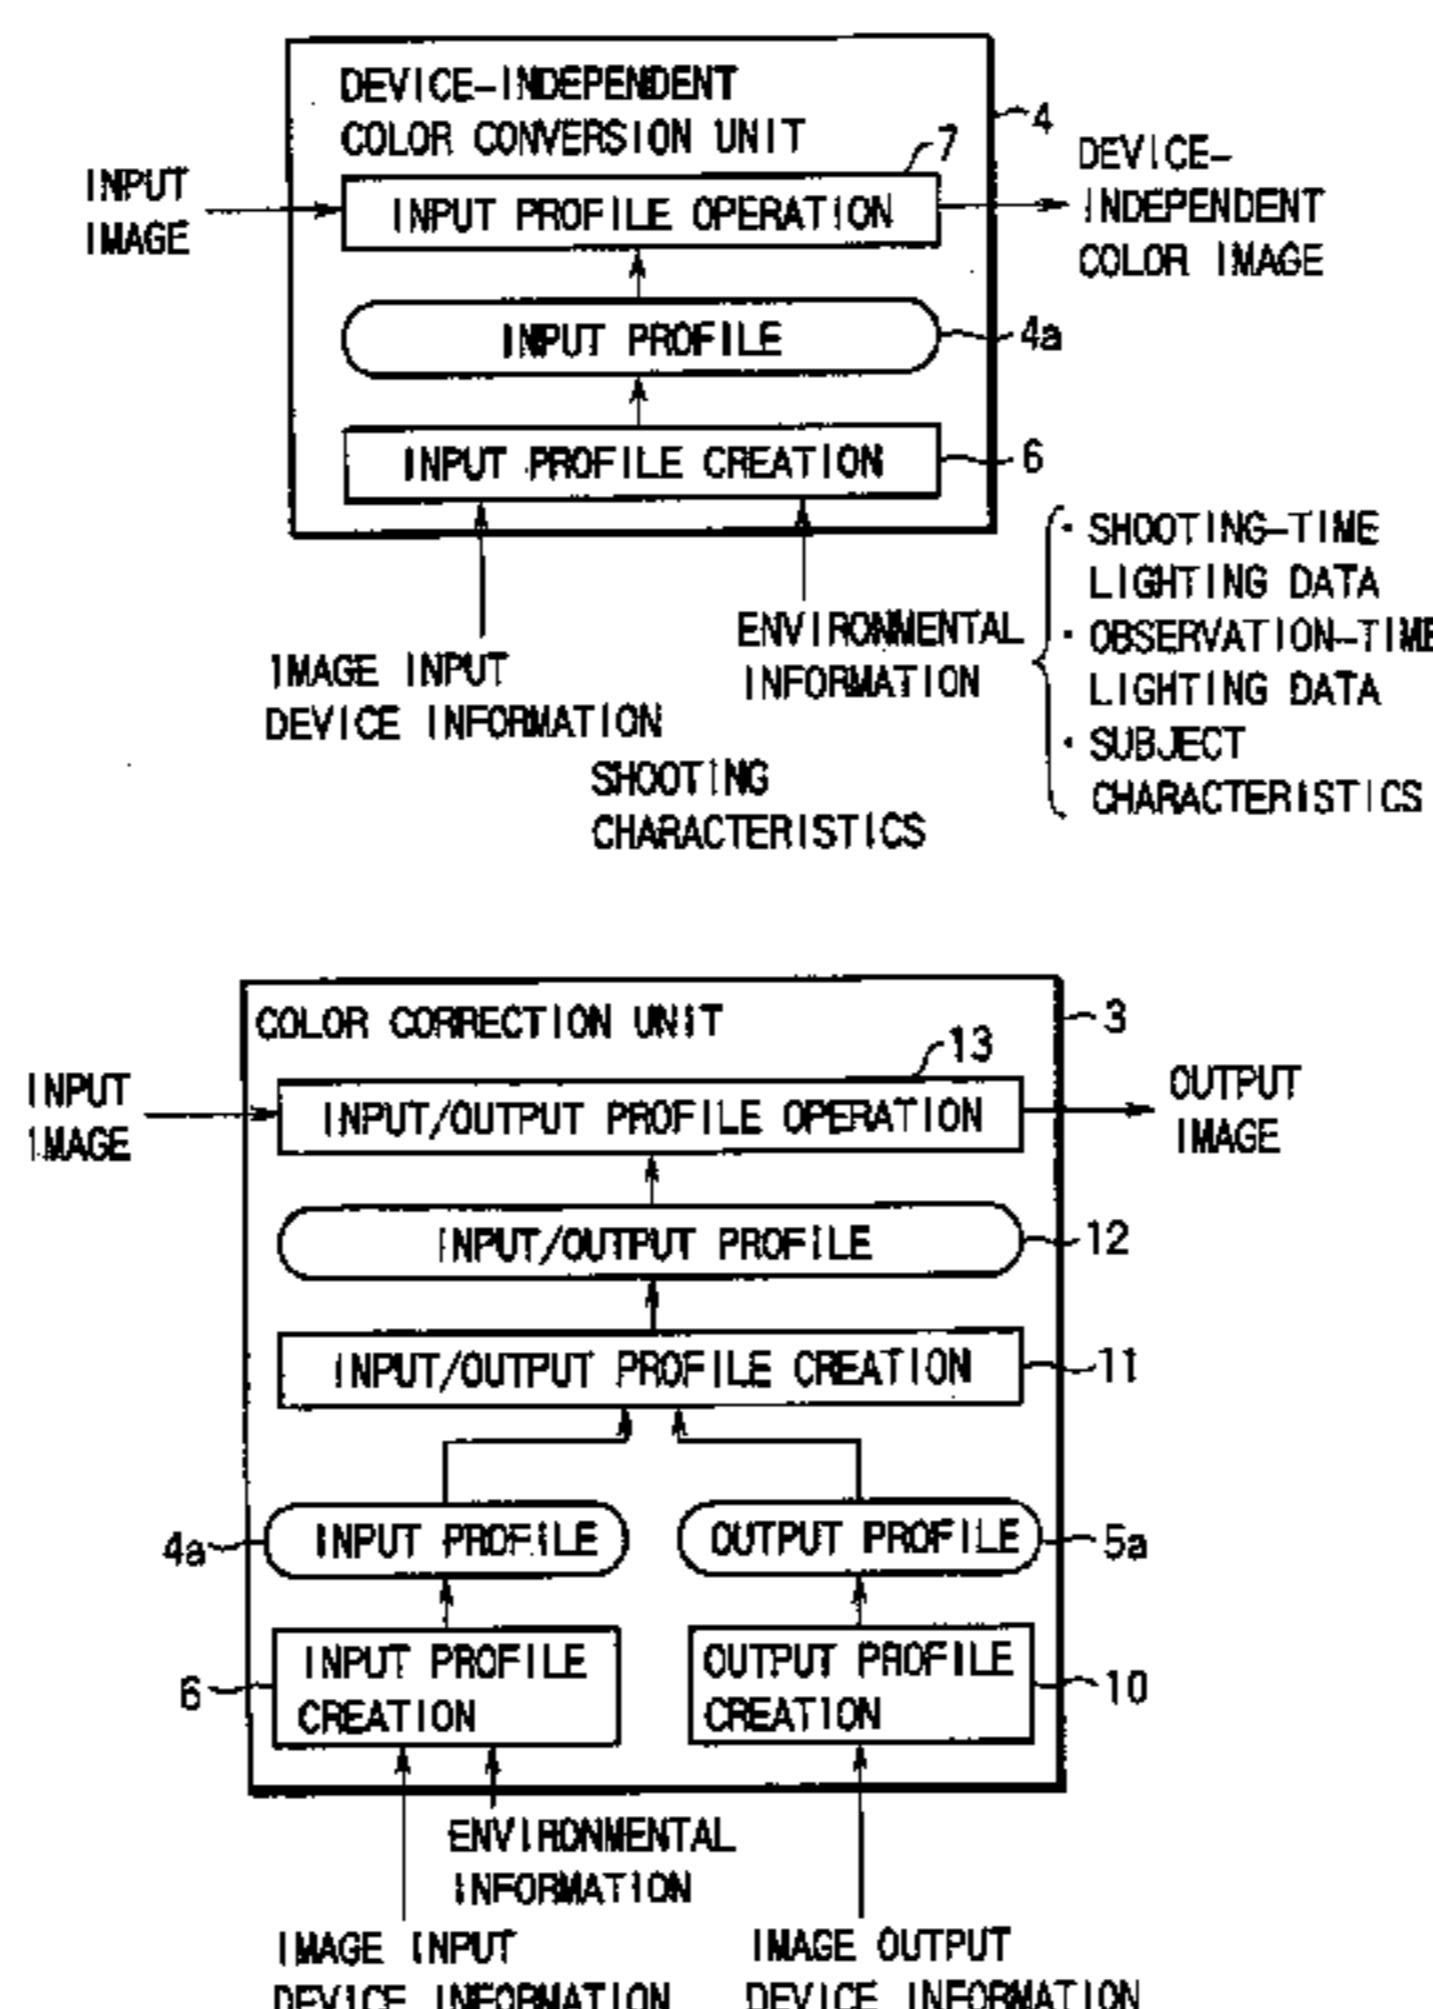 DEVICE-INDEPENDENT
COLOR CONVERSION UNIT
4
7
INPUT
IMAGE
INPUT PROFILE OPERATION
DEVICE-
INDEPENDENT
COLOR IMAGE
INPUT PROFILE
4a
INPUT PROFILE CREATION
6
IMAGE INPUT
DEVICE INFORMATION
SHOOTING
CHARACTERISTICS
ENVIRONMENTAL
INFORMATION
· SHOOTING-TIME
LIGHTING DATA
· OBSERVATION-TIME
LIGHTING DATA
· SUBJECT
CHARACTERISTICS
COLOR CORRECTION UNIT
3
13
INPUT
IMAGE
INPUT/OUTPUT PROFILE OPERATION
OUTPUT
IMAGE
INPUT/OUTPUT PROFILE
12
INPUT/OUTPUT PROFILE CREATION
11
4a
INPUT PROFILE
OUTPUT PROFILE
5a
6
INPUT PROFILE
CREATION
OUTPUT PROFILE
CREATION
10
ENVIRONMENTAL
INFORMATION
IMAGE INPUT
DEVICE INFORMATION
IMAGE OUTPUT
DEVICE INFORMATION